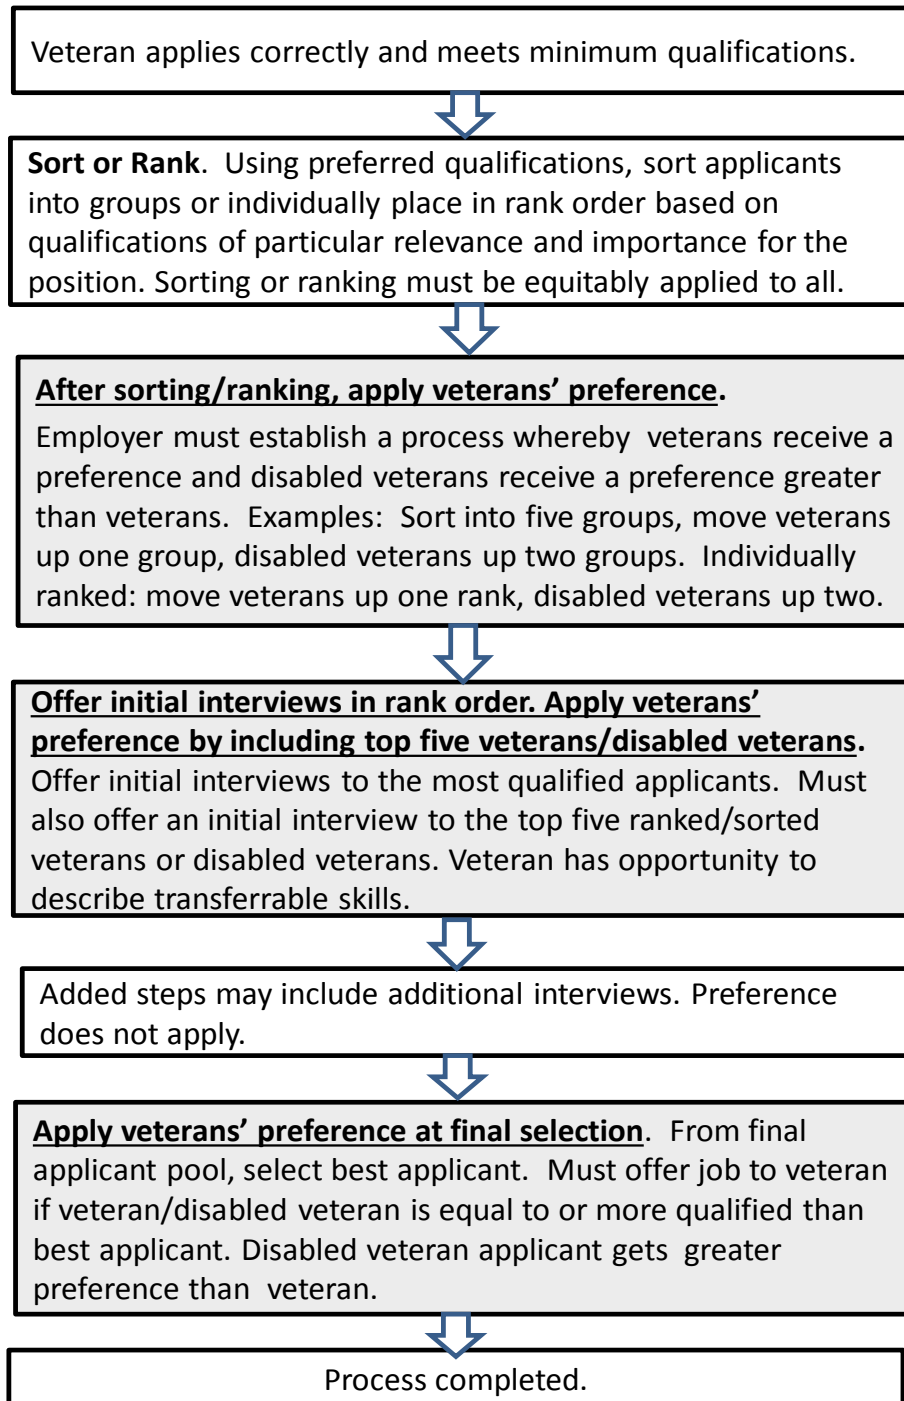 Veteran applies correctly and meets minimum qualifications.
Sort or Rank.  Using preferred qualifications, sort applicants
into groups or individually place in rank order based on
qualifications of particular relevance and importance for the
position. Sorting or ranking must be equitably applied to all.
After sorting/ranking, apply veterans’ preference.
Employer must establish a process whereby  veterans receive a
preference and disabled veterans receive a preference greater
than veterans.  Examples:  Sort into five groups, move veterans
up one group, disabled veterans up two groups.  Individually
ranked: move veterans up one rank, disabled veterans up two.
Offer initial interviews in rank order. Apply veterans’
preference by including top five veterans/disabled veterans.
Offer initial interviews to the most qualified applicants.  Must
also offer an initial interview to the top five ranked/sorted
veterans or disabled veterans. Veteran has opportunity to
describe transferrable skills.
Added steps may include additional interviews. Preference
does not apply.
Apply veterans’ preference at final selection.  From final
applicant pool, select best applicant.  Must offer job to veteran
if veteran/disabled veteran is equal to or more qualified than
best applicant. Disabled veteran applicant gets  greater
preference than  veteran.
Process completed.